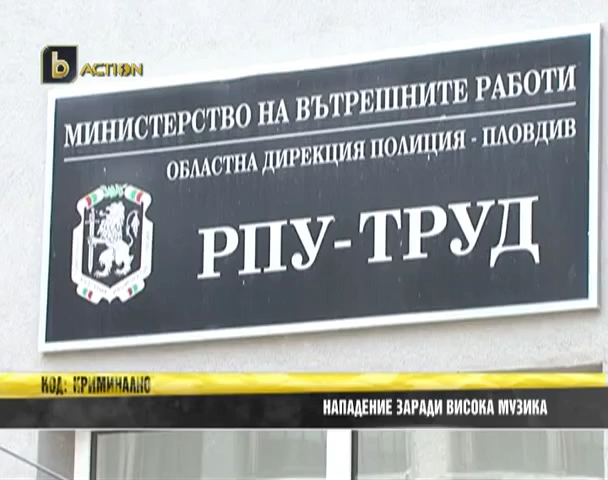 b ACTION
МИНИСТЕРСТВО НА ВЪТРЕШНИТЕ РАБОТИ
ОБЛАСТНА ДИРЕКЦИЯ ПОЛИЦИЯ - ПЛОВДИВ
РПУ-ТРУД
КОД: КРИМИНАЛНО
НАПАДЕНИЕ ЗАРАДИ ВИСОКА МУЗИКА